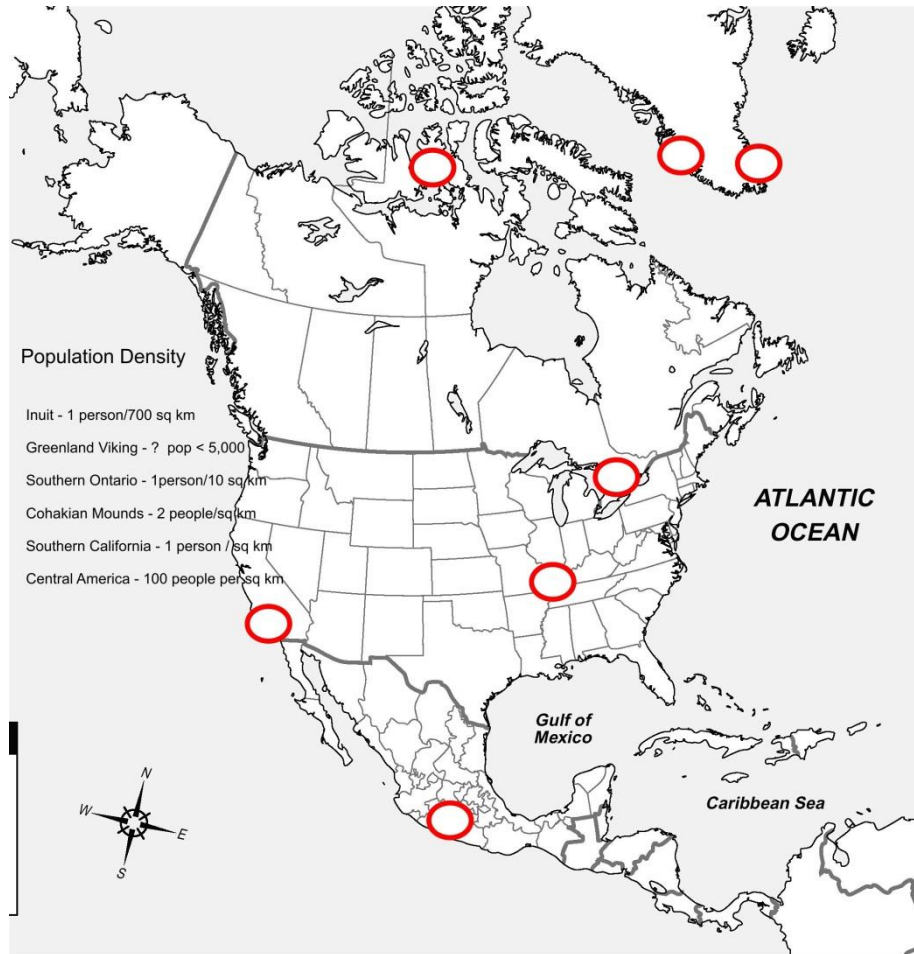 Population Density
Inuit - 1 person/700 sq km
Greenland Viking - ? pop < 5,000
Southern Ontario - 1person/10 sq km
Cohakian Mounds - 2 people/sq km
Southern California - 1 person / sq km
Central America - 100 people per sq km
ATLANTIC
OCEAN
Gulf of
Mexico
Caribbean Sea
N
W
E
S